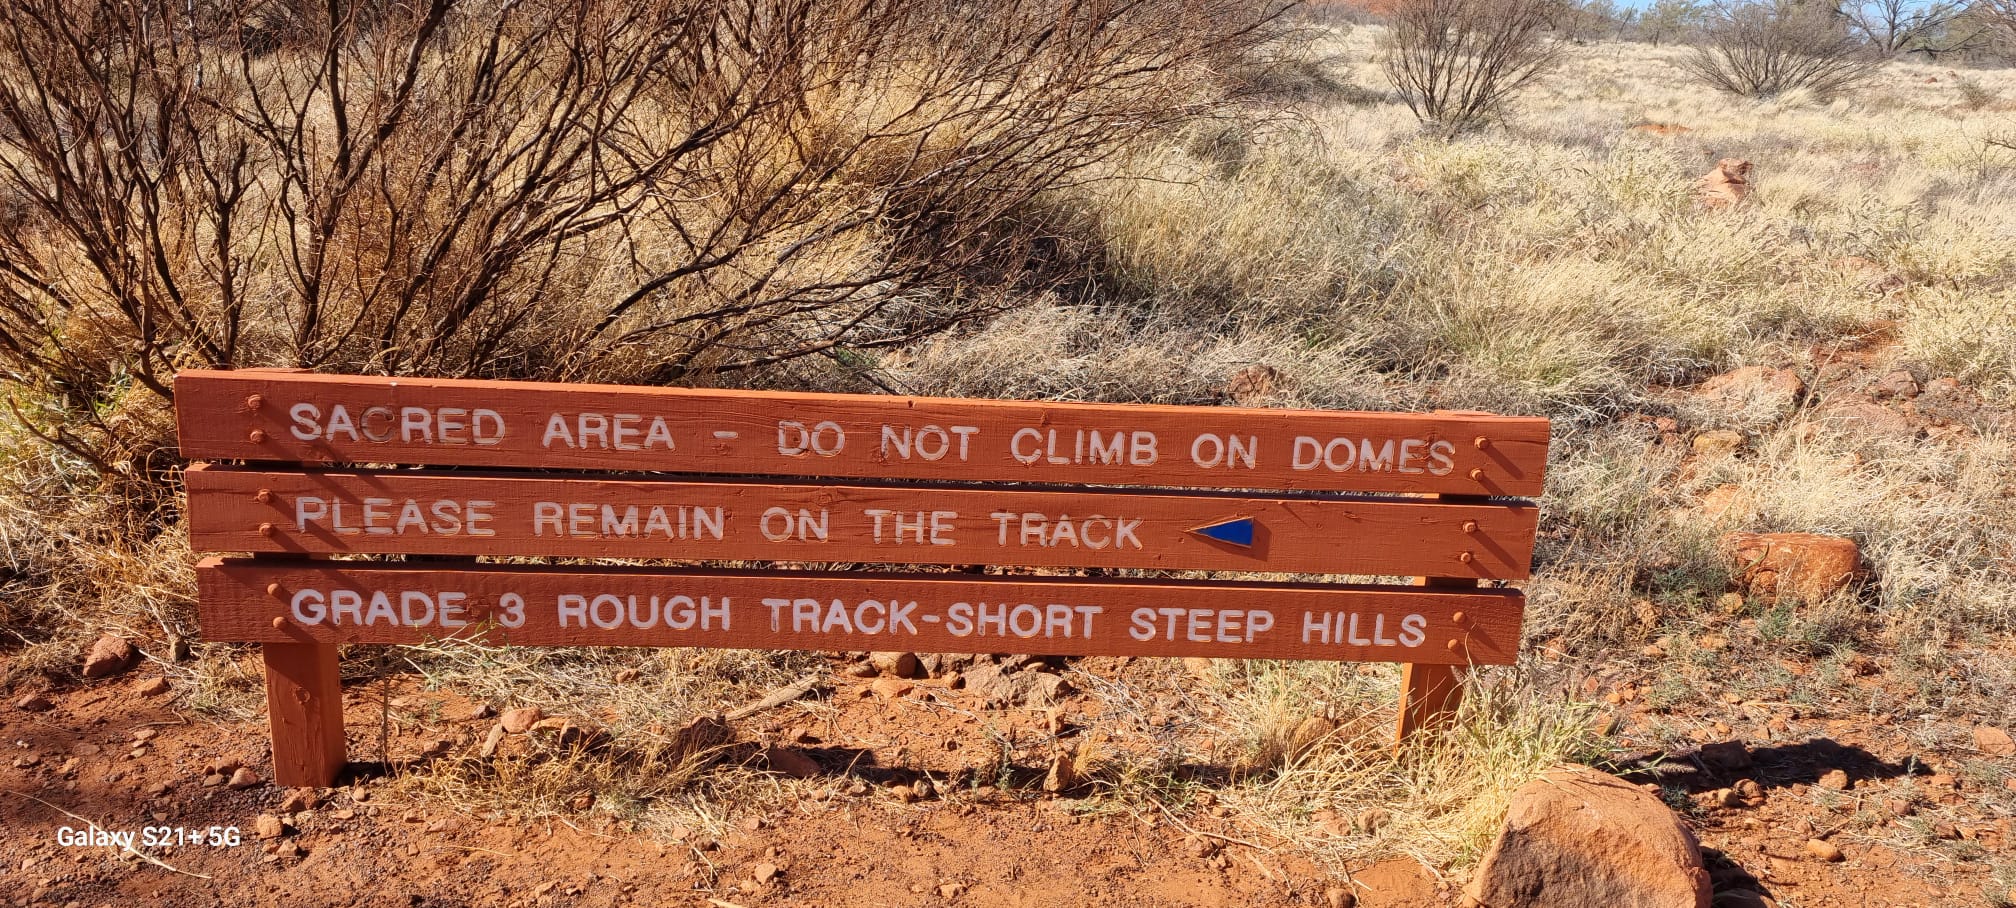 SACRED AREA - DO NOT CLIMB ON DOMES
PLEASE REMAIN ON THE TRACK
GRADE 3 ROUGH TRACK-SHORT STEEP HILLS
Galaxy S21+ 5G